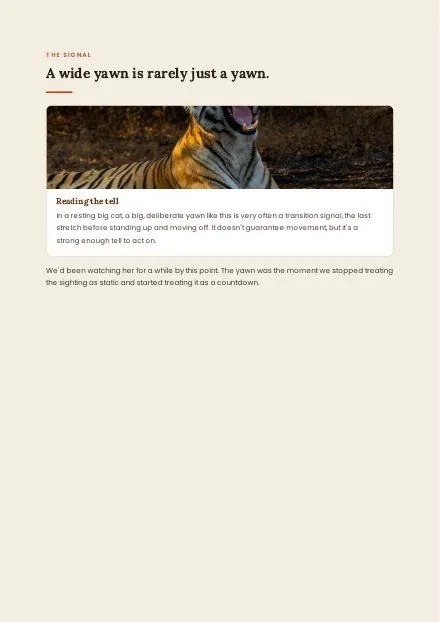 THE SIGNAL
A wide yawn is rarely just a yawn.
Reading the tell
In a resting big cat, a big, deliberate yawn like this is very often a transition signal, the last
stretch before standing up and moving off. It doesn't guarantee movement, but it's a
strong enough tell to act on.
We'd been watching her for a while by this point. The yawn was the moment we stopped treating
the sighting as static and started treating it as a countdown.